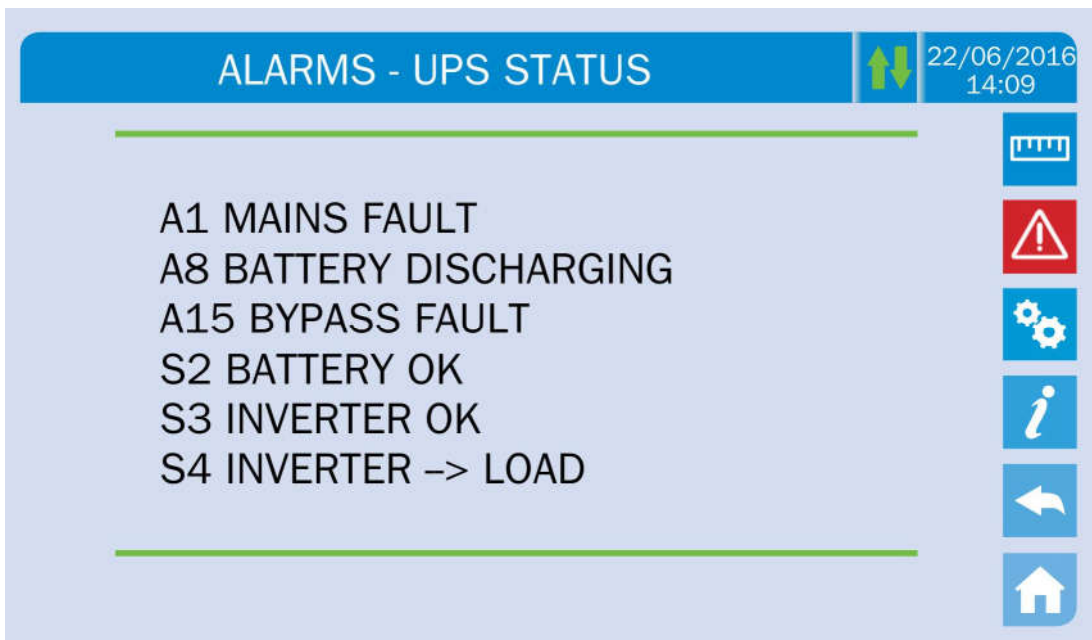 ALARMS - UPS STATUS
22/06/2016
14:09
A1 MAINS FAULT
A8 BATTERY DISCHARGING
A15 BYPASS FAULT
S2 BATTERY OK
S3 INVERTER OK
S4 INVERTER –> LOAD